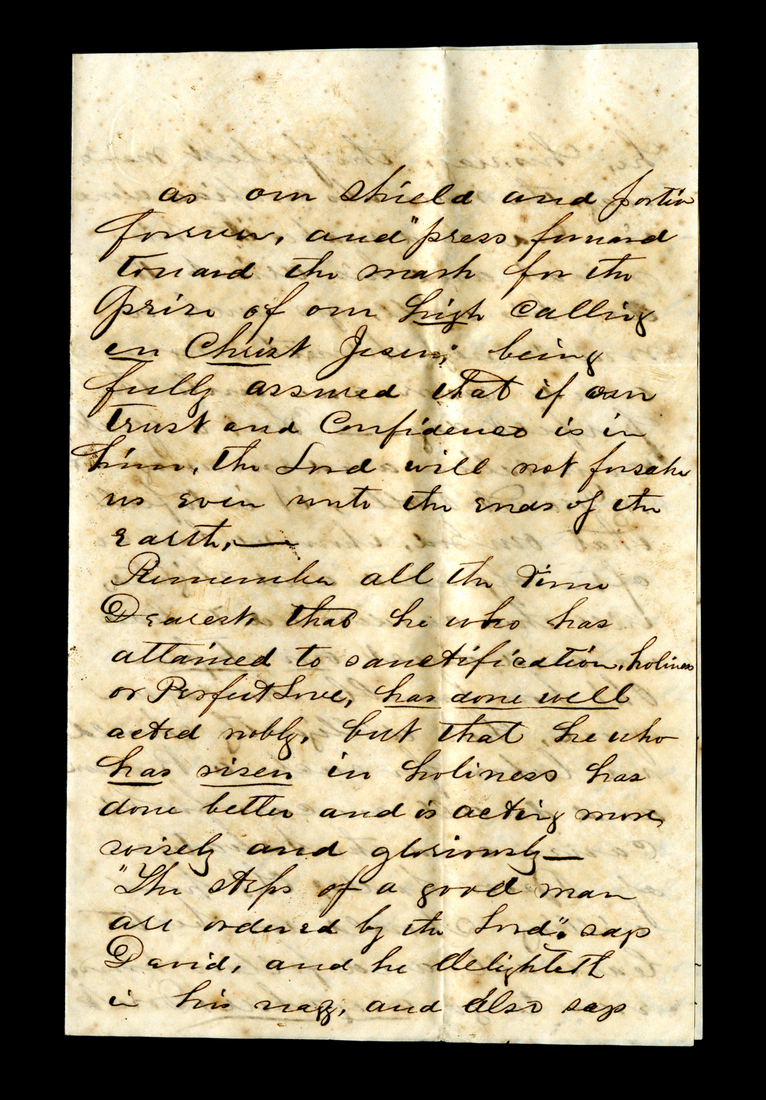 as our shield and portion
forever, and "press forward
toward the mark for the
prize of our high calling
in Christ Jesus; being
fully assured that if our
trust and Confidence is in
him, the Lord will not forsake
us even unto the ends of the
earth,—
Remember all the time
Dearest that he who has
attained to sanctification, holiness
or Perfect Love, has done well
acted nobly, but that he who
has risen in holiness has
done better and is acting more
wisely and gloriously—
"The steps of a good man
are ordered by the Lord". says
David, and he delighteth
in his way, and also says